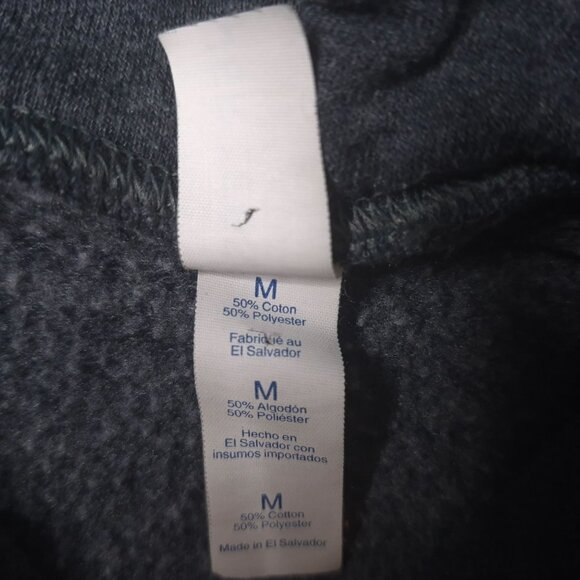 M
50% Coton
50% Polyester
Fabriqué au
El Salvador
M
50% Algodón
50% Poliéster
Hecho en
El Salvador con
insumos importados
M
50% Cotton
50% Polyester
Made in El Salvador